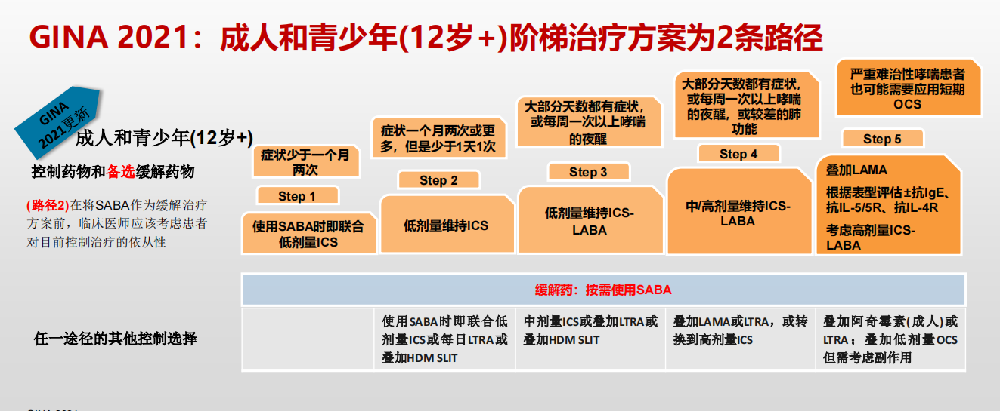 GINA 2021：成人和青少年(12岁+)阶梯治疗方案为2条路径
GINA
2021更新
成人和青少年(12岁+)
控制药物和备选缓解药物
(路径2)在将SABA作为缓解治疗
方案前，临床医师应该考虑患者
对目前控制治疗的依从性
症状少于一个月
两次
Step 1
使用SABA时即联合
低剂量ICS
症状一个月两次或更
多，但是少于1天1次
Step 2
低剂量维持ICS
大部分天数都有症状，
或每周一次以上哮喘
的夜醒
Step 3
低剂量维持ICS-
LABA
大部分天数都有症状，
或每周一次以上哮喘
的夜醒，或较差的肺
功能
Step 4
中/高剂量维持ICS-
LABA
严重难治性哮喘患者
也可能需要应用短期
OCS
Step 5
叠加LAMA
根据表型评估±抗IgE、
抗IL-5/5R、抗IL-4R
考虑高剂量ICS-
LABA
缓解药：按需使用SABA
任一途径的其他控制选择
使用SABA时即联合低
剂量ICS或每日LTRA或
叠加HDM SLIT
中剂量ICS或叠加LTRA或
叠加HDM SLIT
叠加LAMA或LTRA，或转
换到高剂量ICS
叠加阿奇霉素(成人)或
LTRA；叠加低剂量OCS
但需考虑副作用